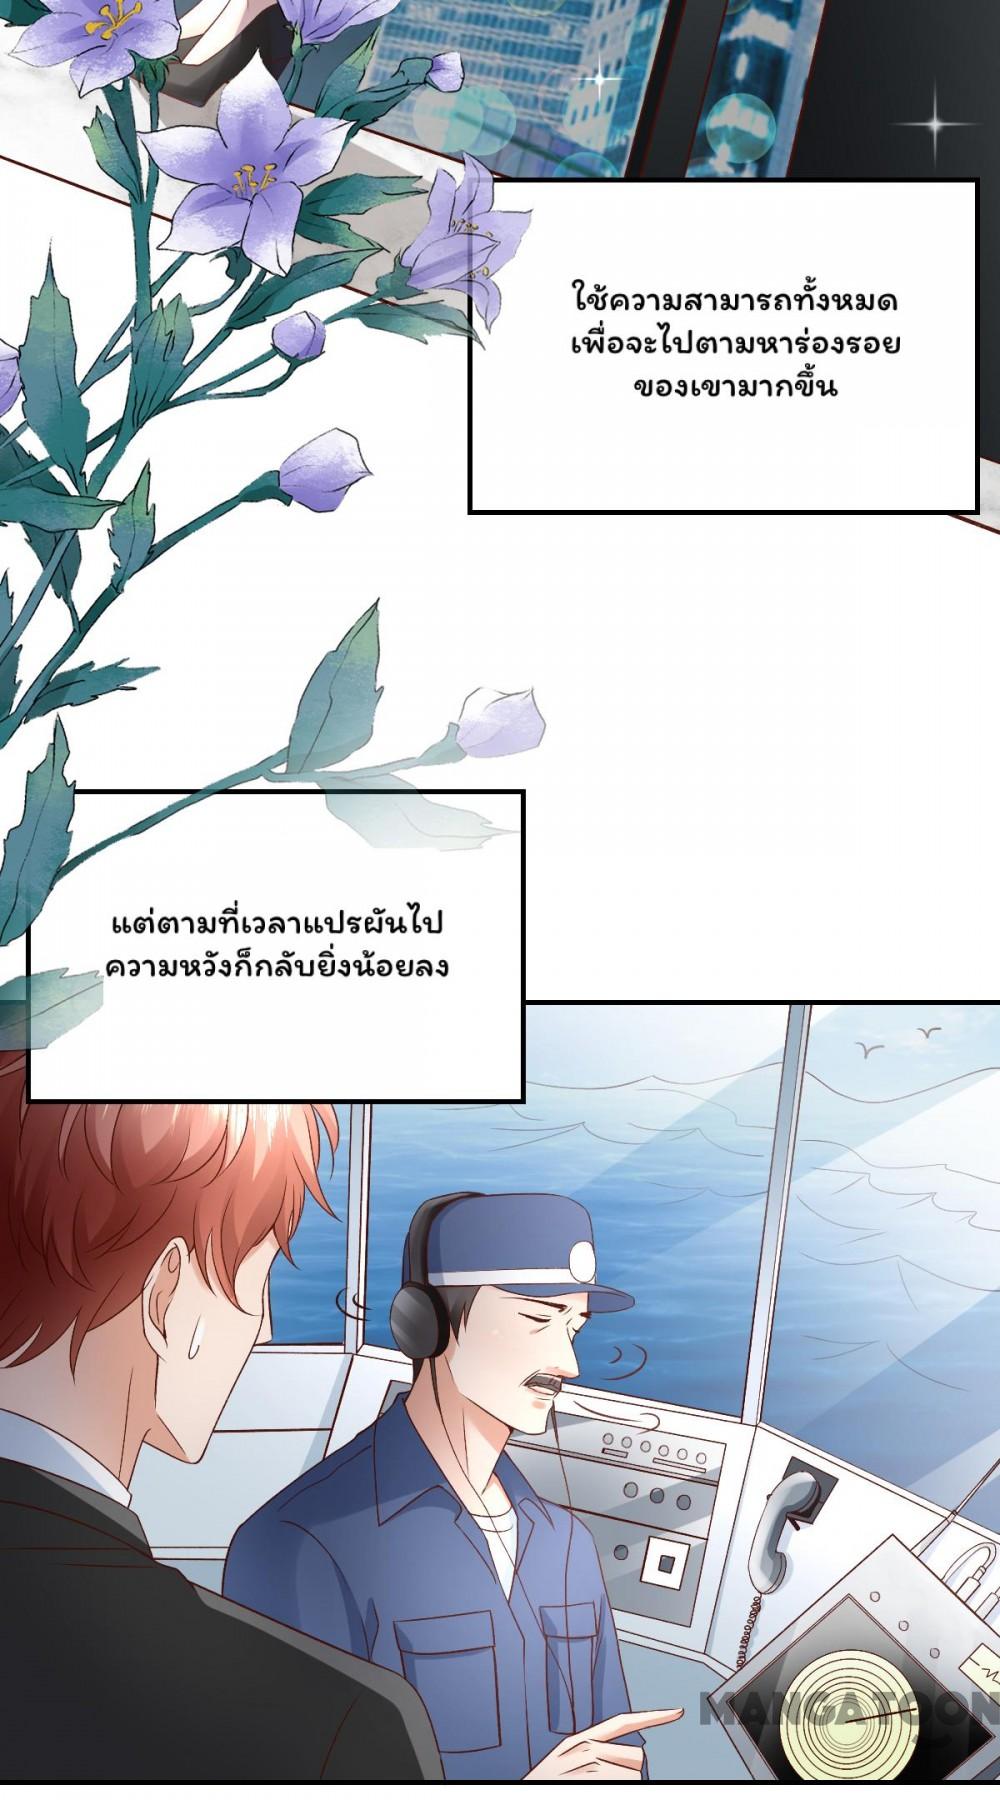 ใช้ความสามารถทั้งหมด
เพื่อจะไปตามหาร่องรอย
ของเขามากขึ้น
แต่ตามที่เวลาแปรผันไป
ความหวังก็กลับยิ่งน้อยลง
MANGATOON